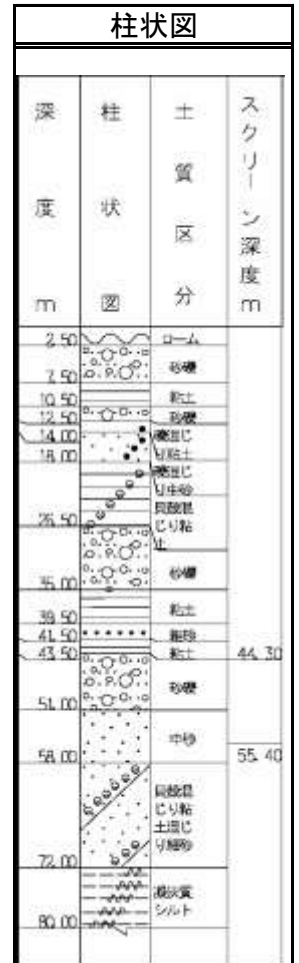 柱状図
深度m
柱状図
土質区分
スクリーン深度m
2.50
ローム
7.50
砂礫
10.50
粘土
12.50
砂礫
14.00
礫混じ
り粘土
18.00
礫混じ
り中砂
26.50
貝殻混
じり粘
土
35.00
砂礫
39.50
粘土
41.50
細砂
43.50
粘土
44.30
51.00
砂礫
58.00
中砂
55.40
72.00
貝殻混
じり粘
土混じ
り細砂
80.00
凝灰質
シルト